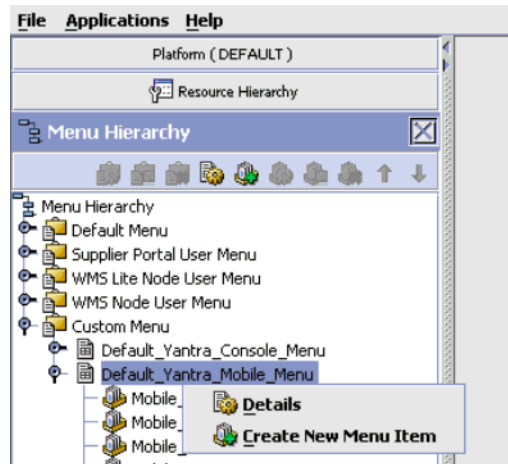 File Applications Help
Platform ( DEFAULT )
Resource Hierarchy
Menu Hierarchy
Menu Hierarchy
Default Menu
Supplier Portal User Menu
WMS Lite Node User Menu
WMS Node User Menu
Custom Menu
Default_Yantra_Console_Menu
Default_Yantra_Mobile_Menu
Mobile_
Details
Mobile_
Create New Menu Item
Mobile_